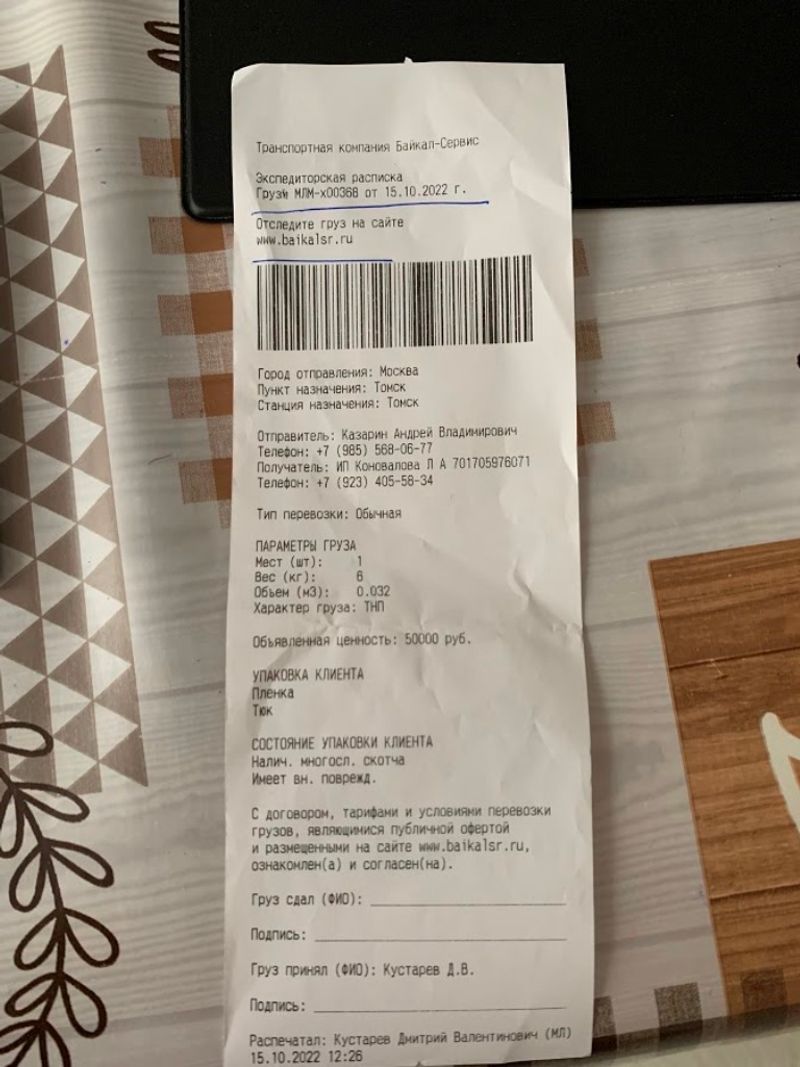 Транспортная компания Байкал-Сервис
Экспедиторская расписка
Груз№ МЛМ-х00368 от 15.10.2022 г.
Отследите груз на сайте
www.baikalsr.ru
Город отправления: Москва
Пункт назначения: Томск
Станция назначения: Томск
Отправитель: Казарин Андрей Владимирович
Телефон: +7 (985) 568-06-77
Получатель: ИП Коновалова Л А 701705976071
Телефон: +7 (923) 405-58-34
Тип перевозки: Обычная
ПАРАМЕТРЫ ГРУЗА
Мест (шт): 1
Вес (кг): 6
Объем (м3): 0.032
Характер груза: ТНП
Объявленная ценность: 50000 руб.
УПАКОВКА КЛИЕНТА
Пленка
Тюк
СОСТОЯНИЕ УПАКОВКИ КЛИЕНТА
Налич. многосл. скотча
Имеет вн. поврежд.
С договором, тарифами и условиями перевозки
грузов, являющимися публичной офертой
и размещенными на сайте www.baikalsr.ru,
ознакомлен(а) и согласен(на).
Груз сдал (ФИО):
Подпись:
Груз принял (ФИО): Кустарев Д.В.
Подпись:
Распечатал: Кустарев Дмитрий Валентинович (МЛ)
15.10.2022 12:26